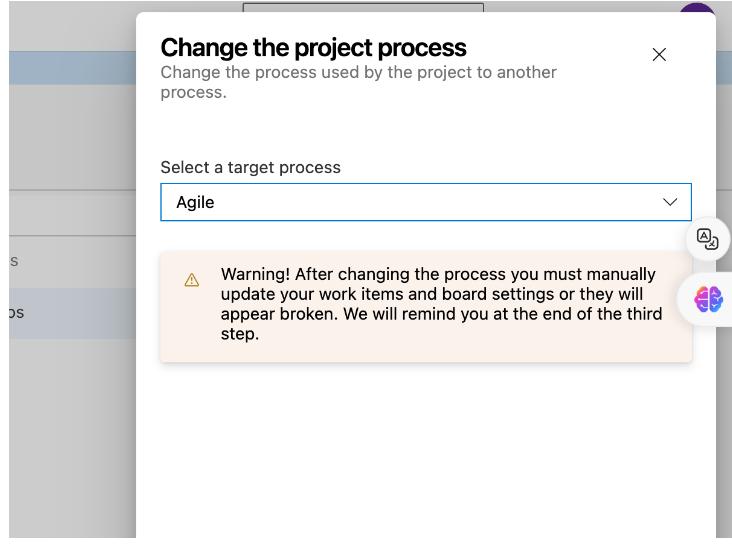 Change the project process
Change the process used by the project to another
process.
Select a target process
Agile
Warning! After changing the process you must manually
update your work items and board settings or they will
appear broken. We will remind you at the end of the third
step.
s
os